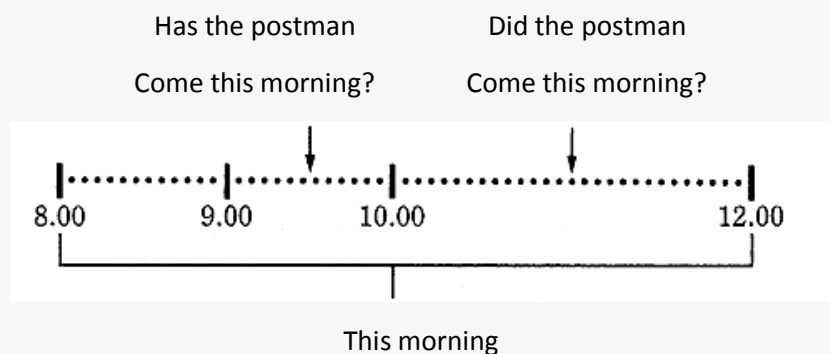 Has the postman
Come this morning?
Did the postman
Come this morning?
8.00 9.00 10.00 12.00
This morning